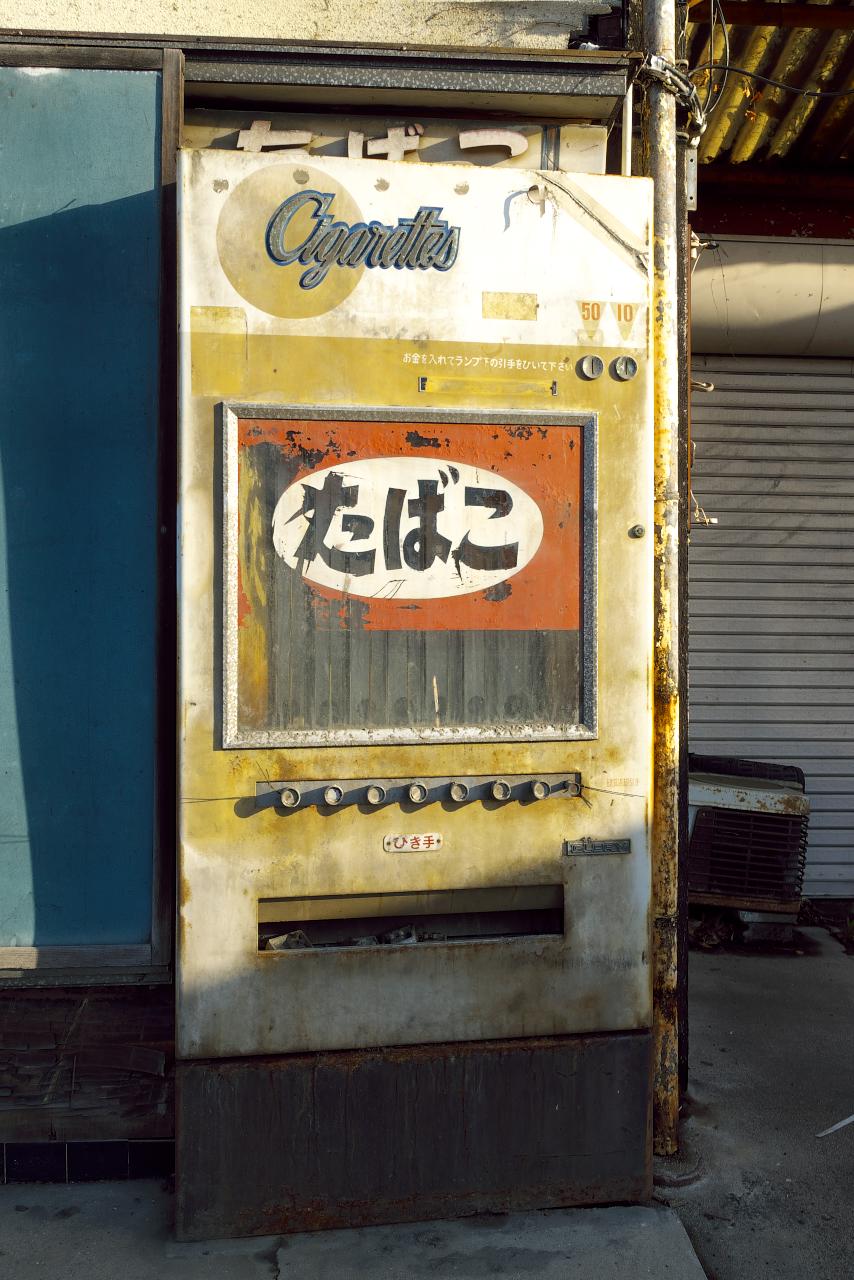 たばこ
Cigarettes
50 10
お金を入れてランプ下の引手をひいて下さい
たばこ
ひき手